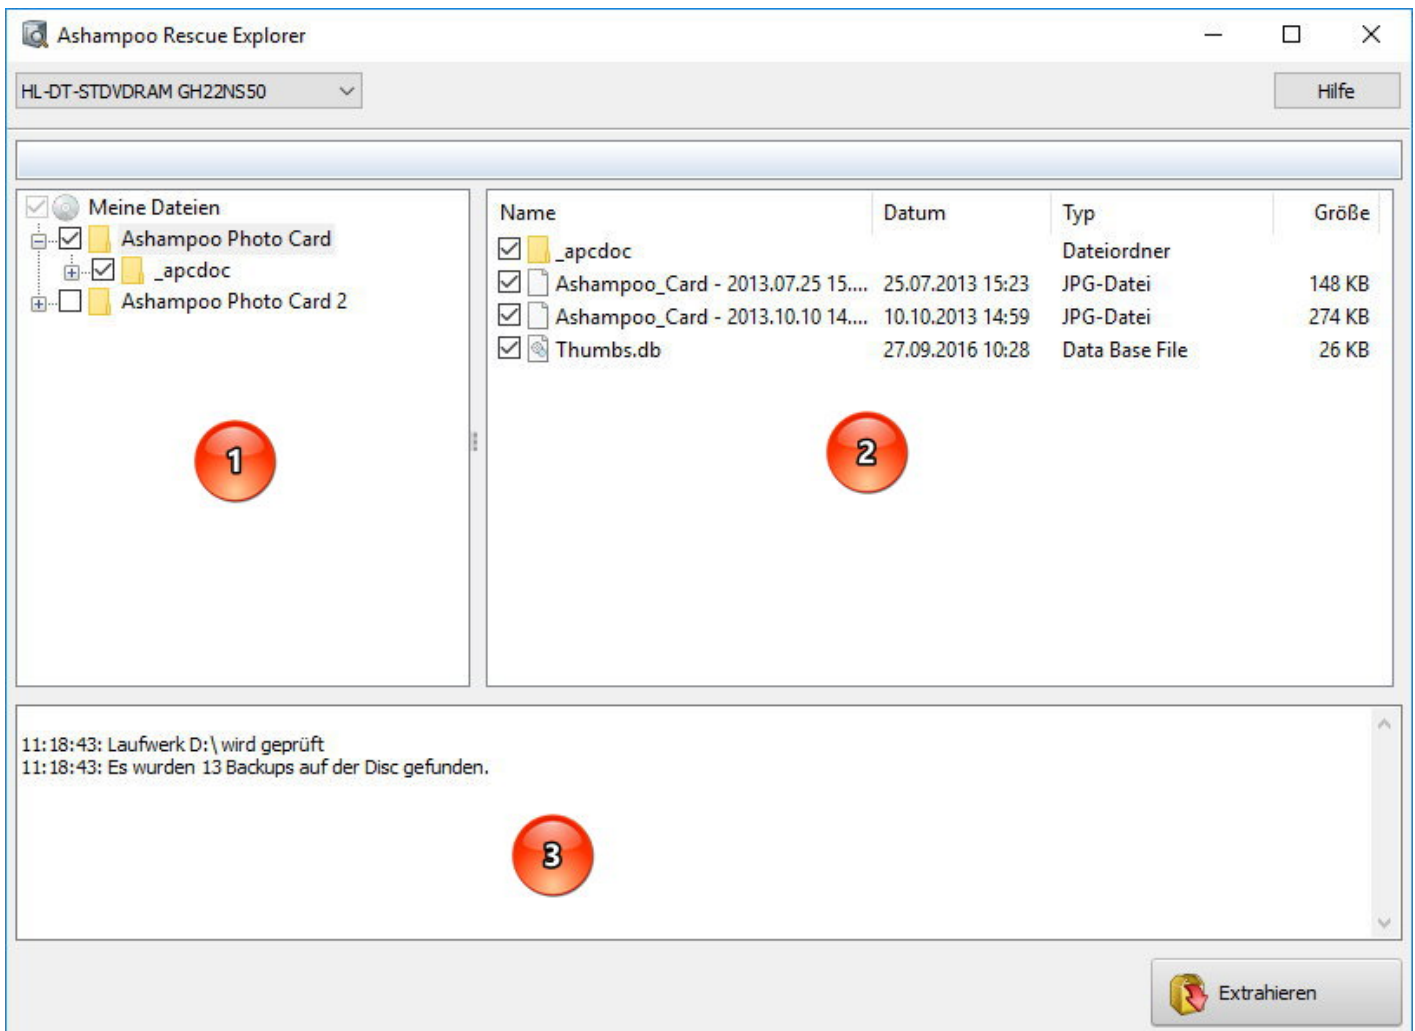 Ashampoo Rescue Explorer
HL-DT-STDVDRAM GH22NS50
Hilfe
Meine Dateien
Ashampoo Photo Card
_apcdoc
Ashampoo Photo Card 2
1
Name Datum Typ Größe
_apcdoc Dateiordner
Ashampoo_Card - 2013.07.25 15.... 25.07.2013 15:23 JPG-Datei 148 KB
Ashampoo_Card - 2013.10.10 14.... 10.10.2013 14:59 JPG-Datei 274 KB
Thumbs.db 27.09.2016 10:28 Data Base File 26 KB
2
11:18:43: Laufwerk D:\ wird geprüft
11:18:43: Es wurden 13 Backups auf der Disc gefunden.
3
Extrahieren